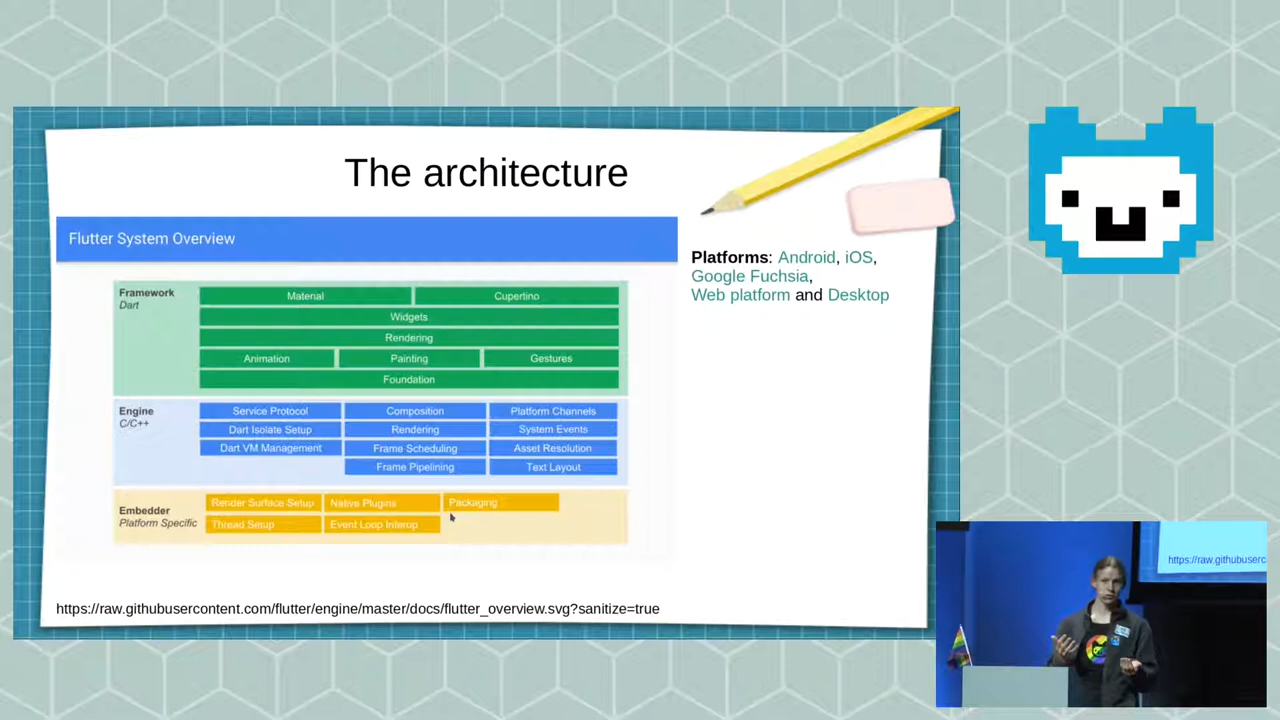 The architecture
Flutter System Overview
Platforms: Android, iOS,
Google Fuchsia,
Web platform and Desktop
Framework
Dart
Material
Cupertino
Widgets
Rendering
Animation
Painting
Gestures
Foundation
Engine
C/C++
Service Protocol
Composition
Platform Channels
Dart Isolate Setup
Rendering
System Events
Dart VM Management
Frame Scheduling
Asset Resolution
Frame Pipelining
Text Layout
Embedder
Platform Specific
Render Surface Setup
Native Plugins
Packaging
Thread Setup
Event Loop Interop
https://raw.githubusercontent.com/flutter/engine/master/docs/flutter_overview.svg?sanitize=true
https://raw.githubuserc